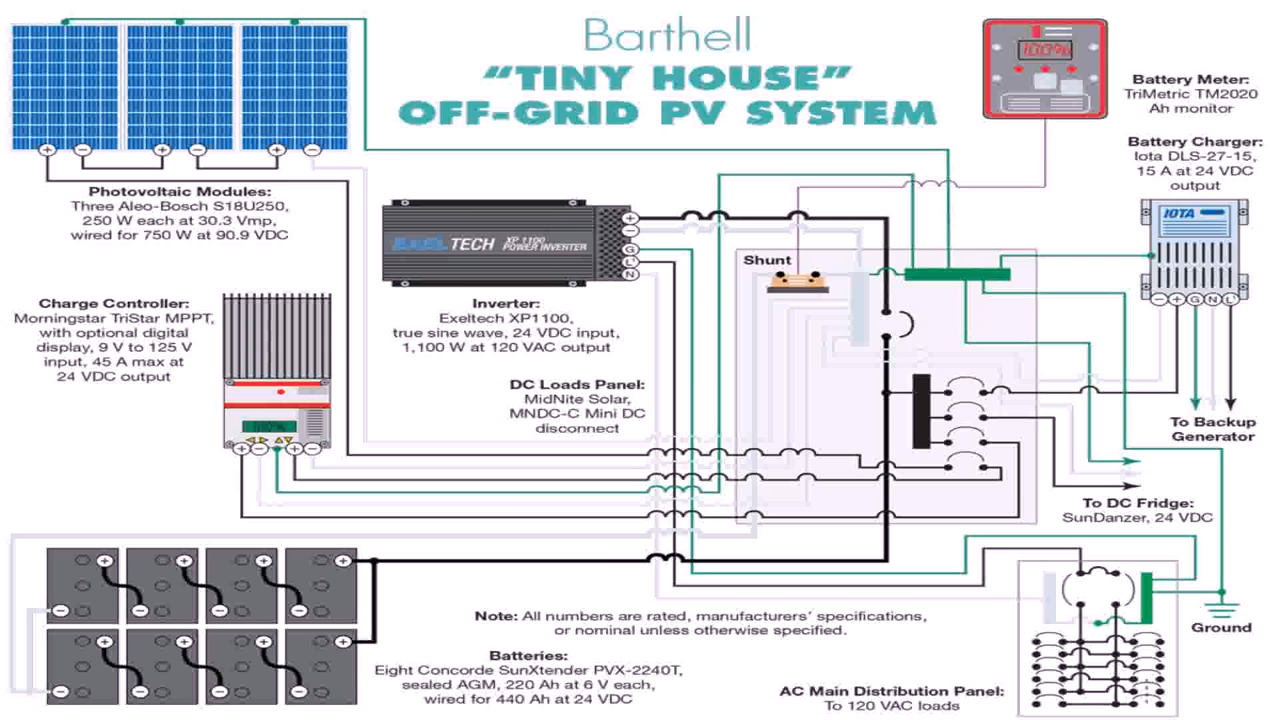 Barthell
“TINY HOUSE”
OFF-GRID PV SYSTEM
100%
Battery Meter:
TriMetric TM2020
Ah monitor
Battery Charger:
Iota DLS-27-15,
15 A at 24 VDC
output
IOTA
Photovoltaic Modules:
Three Aleo-Bosch S18U250,
250 W each at 30.3 Vmp,
wired for 750 W at 90.9 VDC
EXELTECH XP 1100
POWER INVERTER
G
L
N
Shunt
G N L
Charge Controller:
Morningstar TriStar MPPT,
with optional digital
display, 9 V to 125 V
input, 45 A max at
24 VDC output
100%
Inverter:
Exeltech XP1100,
true sine wave, 24 VDC input,
1,100 W at 120 VAC output
DC Loads Panel:
MidNite Solar,
MNDC-C Mini DC
disconnect
To Backup
Generator
To DC Fridge:
SunDanzer, 24 VDC
Ground
Note: All numbers are rated, manufacturers’ specifications,
or nominal unless otherwise specified.
Batteries:
Eight Concorde SunXtender PVX-2240T,
sealed AGM, 220 Ah at 6 V each,
wired for 440 Ah at 24 VDC
AC Main Distribution Panel:
To 120 VAC loads